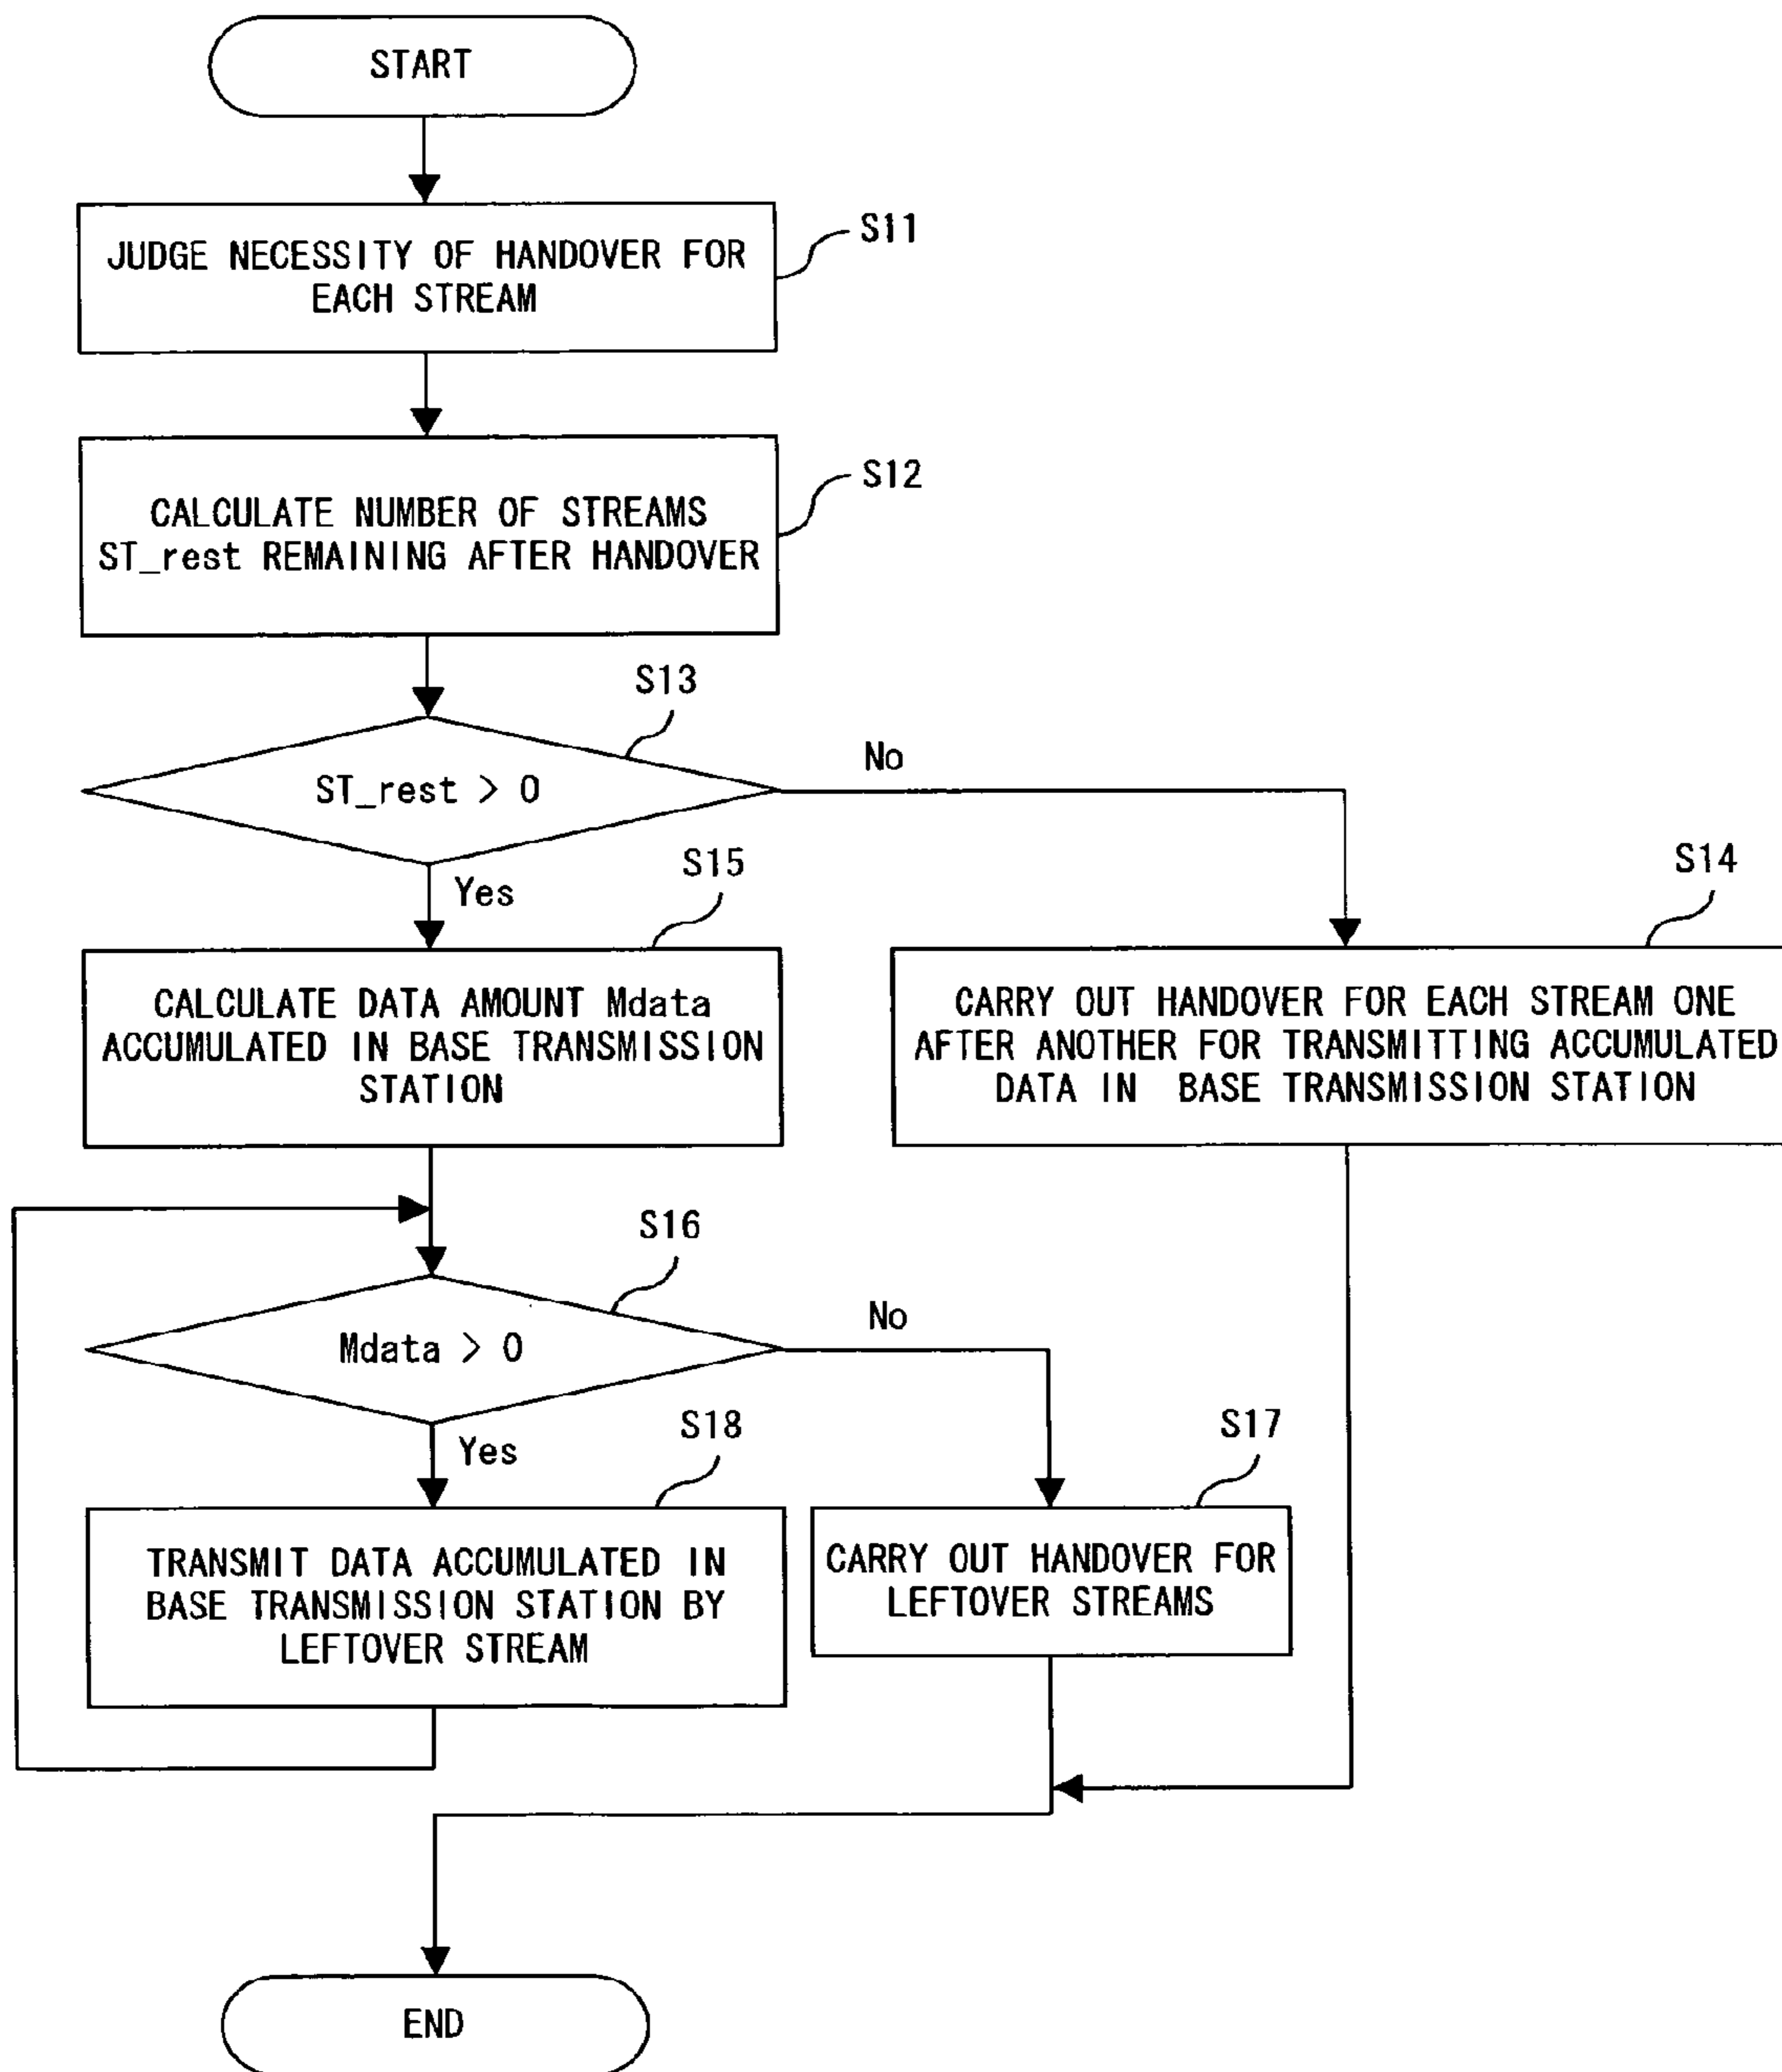 START
JUDGE NECESSITY OF HANDOVER FOR
EACH STREAM
S11
CALCULATE NUMBER OF STREAMS
ST_rest REMAINING AFTER HANDOVER
S12
S13
ST_rest > 0
No
Yes
S15
S14
CALCULATE DATA AMOUNT Mdata
ACCUMULATED IN BASE TRANSMISSION
STATION
CARRY OUT HANDOVER FOR EACH STREAM ONE
AFTER ANOTHER FOR TRANSMITTING ACCUMULATED
DATA IN BASE TRANSMISSION STATION
S16
Mdata > 0
No
Yes
S18
S17
TRANSMIT DATA ACCUMULATED IN
BASE TRANSMISSION STATION BY
LEFTOVER STREAM
CARRY OUT HANDOVER FOR
LEFTOVER STREAMS
END